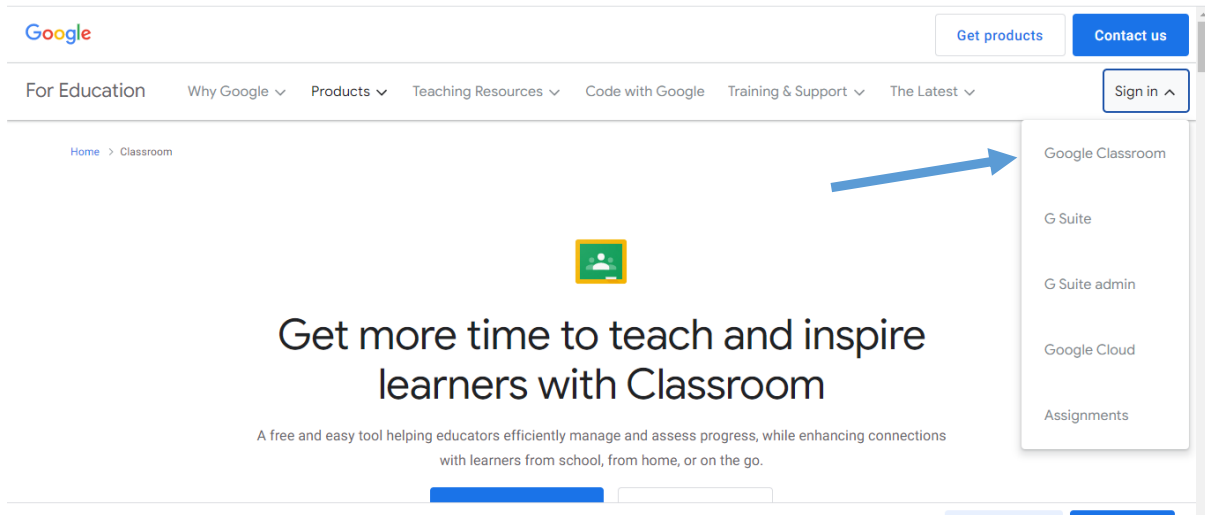 Google
Get products
Contact us
For Education
Why Google
Products
Teaching Resources
Code with Google
Training & Support
The Latest
Sign in
Home > Classroom
Google Classroom
G Suite
G Suite admin
Google Cloud
Assignments
Get more time to teach and inspire
learners with Classroom
A free and easy tool helping educators efficiently manage and assess progress, while enhancing connections
with learners from school, from home, or on the go.